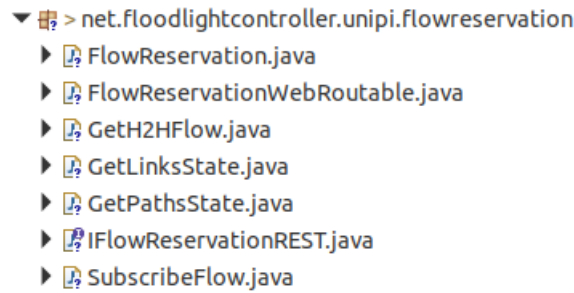 > net.floodlightcontroller.unipi.flowreservation
FlowReservation.java
FlowReservationWebRoutable.java
GetH2HFlow.java
GetLinksState.java
GetPathsState.java
IFlowReservationREST.java
SubscribeFlow.java